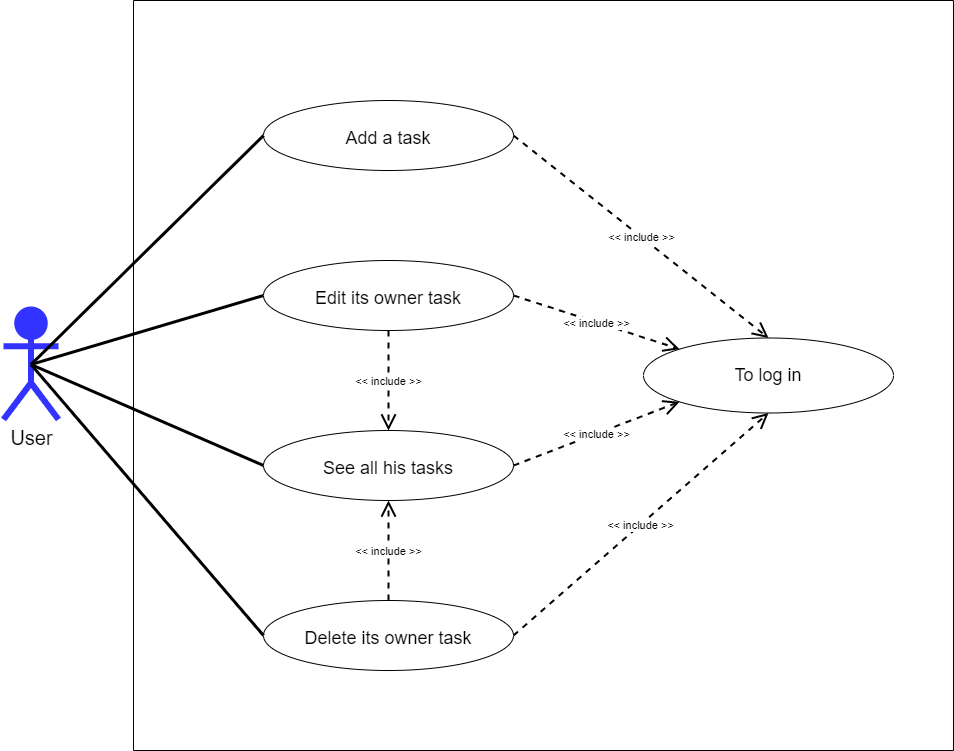 Add a task
<< include >>
Edit its owner task
<< include >>
To log in
<< include >>
User
See all his tasks
<< include >>
<< include >>
<< include >>
Delete its owner task